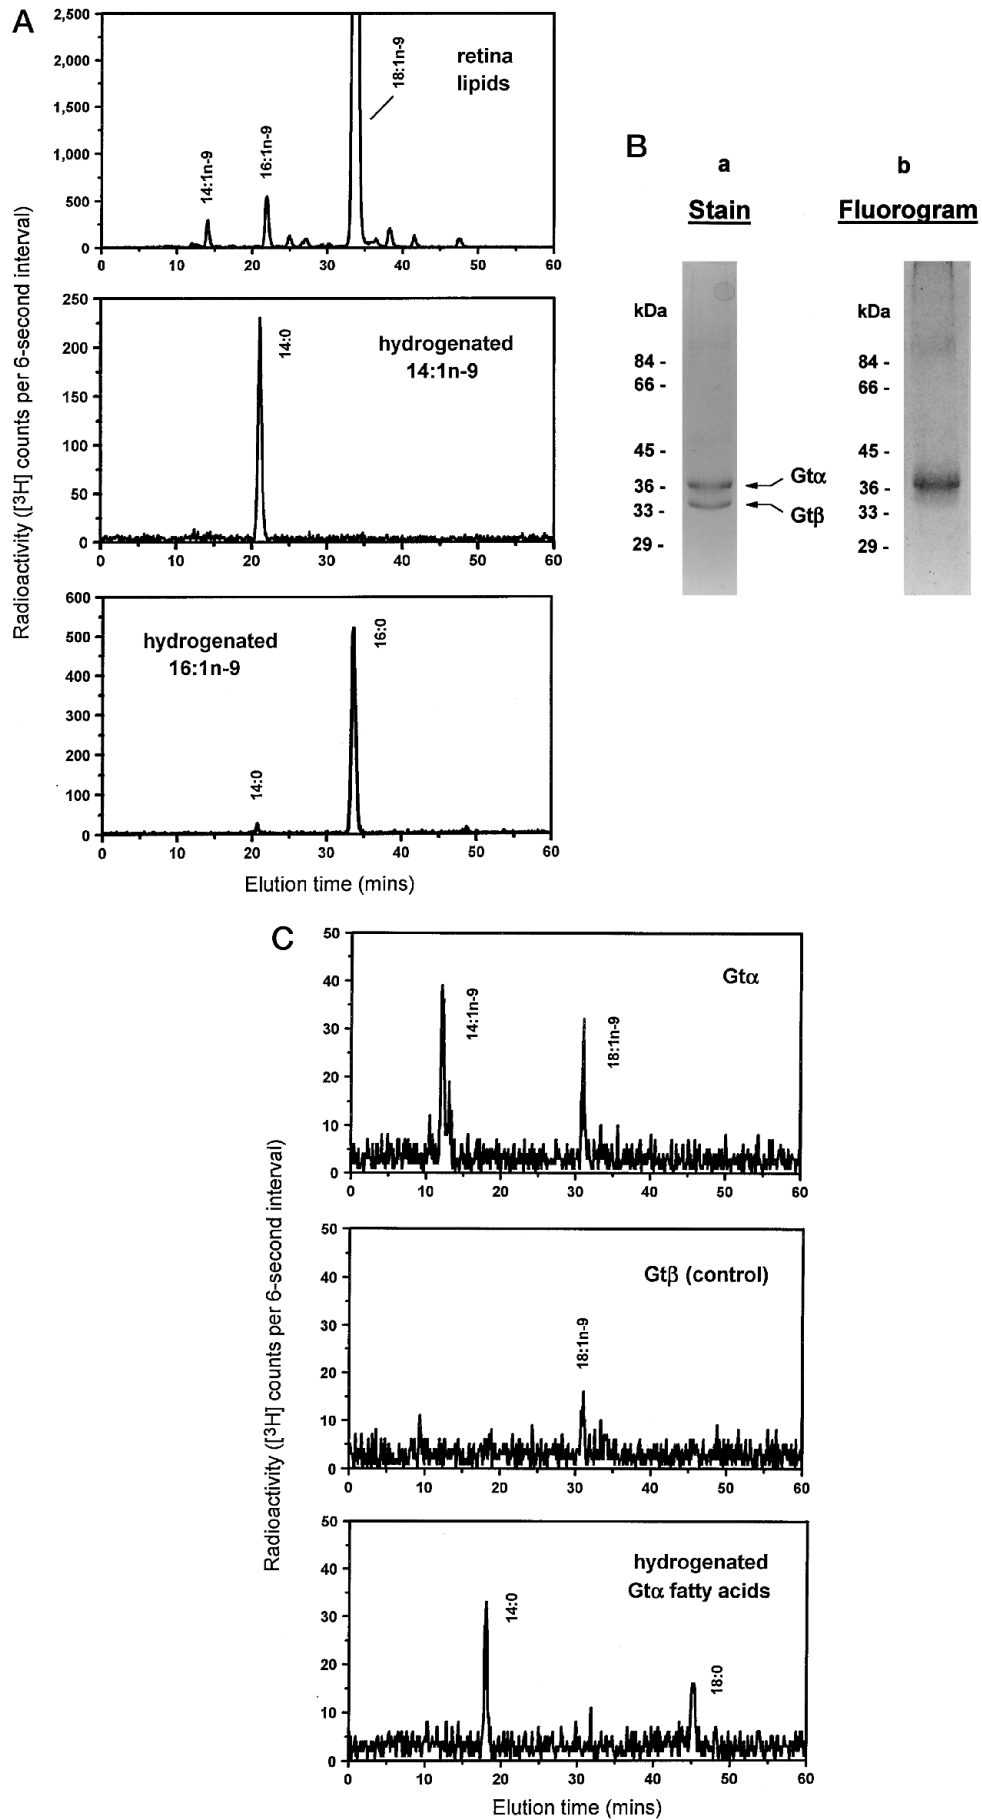 A
Radioactivity ([³H] counts per 6-second interval)
2,500
2,000
1,500
1,000
500
0
14:1n-9
16:1n-9
18:1n-9
retina
lipids
0 10 20 30 40 50 60
250
200
150
100
50
0
14:0
hydrogenated
14:1n-9
0 10 20 30 40 50 60
600
500
400
300
200
100
0
hydrogenated
16:1n-9
14:0
16:0
0 10 20 30 40 50 60
Elution time (mins)
B
a
Stain
kDa
84 -
66 -
45 -
36 -
33 -
29 -
Gtα
Gtβ
b
Fluorogram
kDa
84 -
66 -
45 -
36 -
33 -
29 -
C
Radioactivity ([³H] counts per 6-second interval)
50
40
30
20
10
0
14:1n-9
18:1n-9
Gtα
0 10 20 30 40 50 60
50
40
30
20
10
0
18:1n-9
Gtβ (control)
0 10 20 30 40 50 60
50
40
30
20
10
0
14:0
18:0
hydrogenated
Gtα fatty acids
0 10 20 30 40 50 60
Elution time (mins)